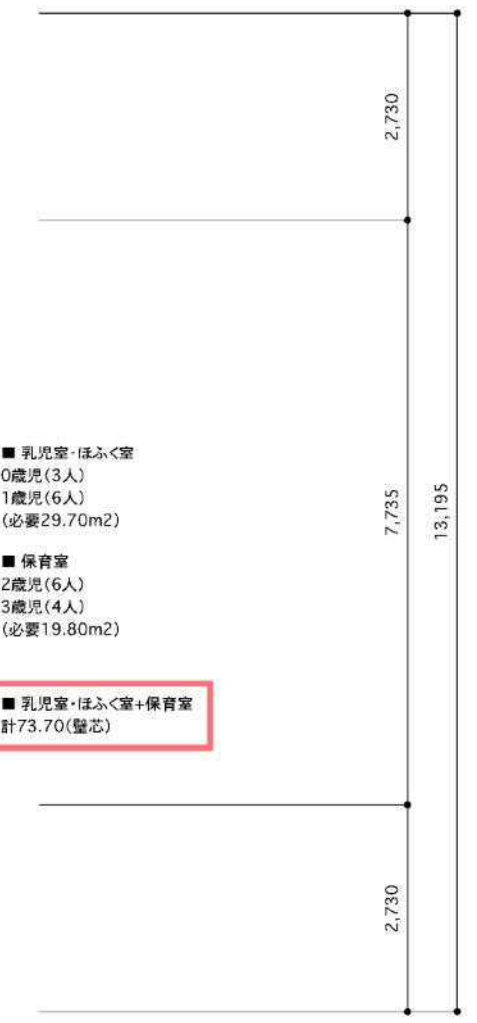 2,730
■ 乳児室・ほふく室
0歳児(3人)
1歳児(6人)
(必要29.70m2)
■ 保育室
2歳児(6人)
3歳児(4人)
(必要19.80m2)
7,735
13,195
■ 乳児室・ほふく室+保育室
計73.70(壁芯)
2,730